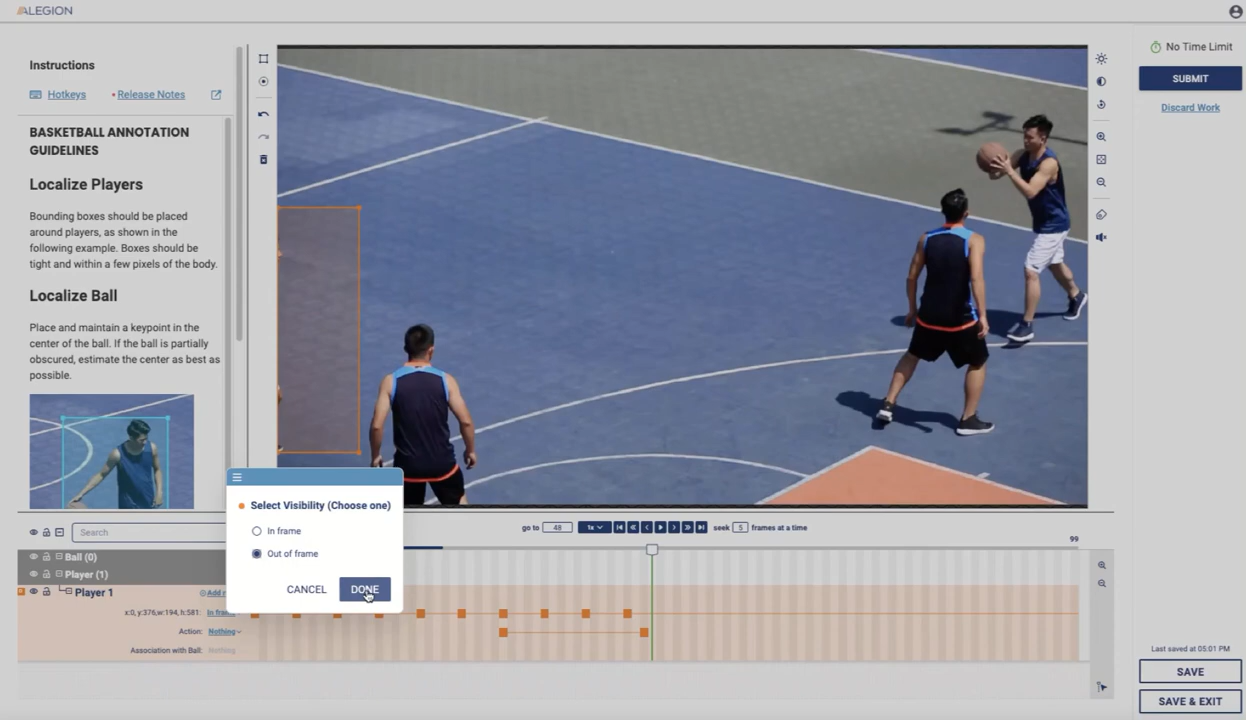 ALEGION
No Time Limit
SUBMIT
Discard Work
Instructions
Hotkeys
Release Notes
BASKETBALL ANNOTATION
GUIDELINES
Localize Players
Bounding boxes should be placed
around players, as shown in the
following example. Boxes should be
tight and within a few pixels of the body.
Localize Ball
Place and maintain a keypoint in the
center of the ball. If the ball is partially
obscured, estimate the center as best as
possible.
Select Visibility (Choose one)
In frame
Out of frame
CANCEL DONE
Search
go to 48 1x seek 5 frames at a time
99
Ball (0)
Player (1)
Player 1
x:0, y:376,w:194, h:581:
Action: Nothing
Association with Ball: Nothing
Last saved at 05:01 PM
SAVE
SAVE & EXIT